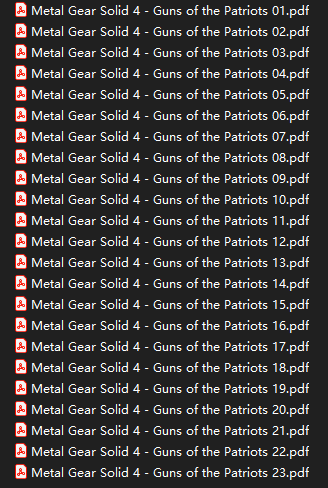 Metal Gear Solid 4 - Guns of the Patriots 01.pdf
Metal Gear Solid 4 - Guns of the Patriots 02.pdf
Metal Gear Solid 4 - Guns of the Patriots 03.pdf
Metal Gear Solid 4 - Guns of the Patriots 04.pdf
Metal Gear Solid 4 - Guns of the Patriots 05.pdf
Metal Gear Solid 4 - Guns of the Patriots 06.pdf
Metal Gear Solid 4 - Guns of the Patriots 07.pdf
Metal Gear Solid 4 - Guns of the Patriots 08.pdf
Metal Gear Solid 4 - Guns of the Patriots 09.pdf
Metal Gear Solid 4 - Guns of the Patriots 10.pdf
Metal Gear Solid 4 - Guns of the Patriots 11.pdf
Metal Gear Solid 4 - Guns of the Patriots 12.pdf
Metal Gear Solid 4 - Guns of the Patriots 13.pdf
Metal Gear Solid 4 - Guns of the Patriots 14.pdf
Metal Gear Solid 4 - Guns of the Patriots 15.pdf
Metal Gear Solid 4 - Guns of the Patriots 16.pdf
Metal Gear Solid 4 - Guns of the Patriots 17.pdf
Metal Gear Solid 4 - Guns of the Patriots 18.pdf
Metal Gear Solid 4 - Guns of the Patriots 19.pdf
Metal Gear Solid 4 - Guns of the Patriots 20.pdf
Metal Gear Solid 4 - Guns of the Patriots 21.pdf
Metal Gear Solid 4 - Guns of the Patriots 22.pdf
Metal Gear Solid 4 - Guns of the Patriots 23.pdf